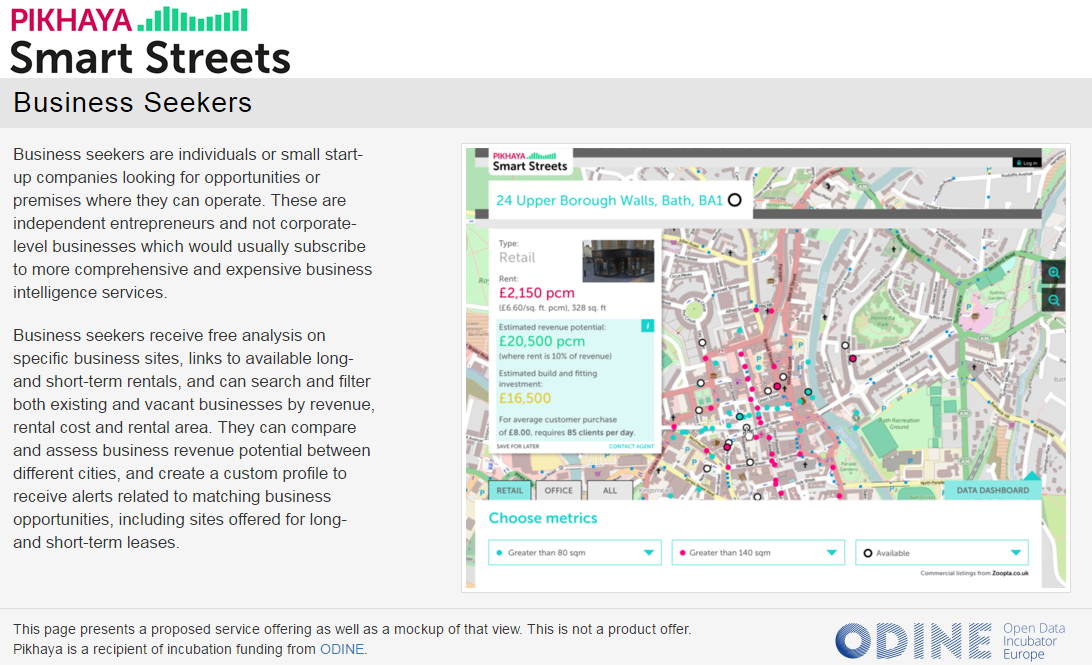 PIKHAYA
Smart Streets
Business Seekers
Business seekers are individuals or small start-
up companies looking for opportunities or
premises where they can operate. These are
independent entrepreneurs and not corporate-
level businesses which would usually subscribe
to more comprehensive and expensive business
intelligence services.
Business seekers receive free analysis on
specific business sites, links to available long-
and short-term rentals, and can search and filter
both existing and vacant businesses by revenue,
rental cost and rental area. They can compare
and assess business revenue potential between
different cities, and create a custom profile to
receive alerts related to matching business
opportunities, including sites offered for long-
and short-term leases.
PIKHAYA
Smart Streets
Log in
24 Upper Borough Walls, Bath, BA1
Type:
Retail
Rent:
£2,150 pcm
(£6.60/sq. ft. pcm), 328 sq. ft
Estimated revenue potential:
i
£20,500 pcm
(where rent is 10% of revenue)
Estimated build and fitting
investment:
£16,500
For average customer purchase
of £8.00, requires 85 clients per day.
SAVE FOR LATER
CONTACT AGENT
Henrietta
Park
Sydney
Gardens
Bath Recreation
Ground
Parade
Gardens
RETAIL
OFFICE
ALL
DATA DASHBOARD
Choose metrics
Greater than 80 sqm
Greater than 140 sqm
Available
Commercial listings from Zoopla.co.uk
This page presents a proposed service offering as well as a mockup of that view. This is not a product offer.
Pikhaya is a recipient of incubation funding from ODINE.
ODINE
Open Data
Incubator
Europe